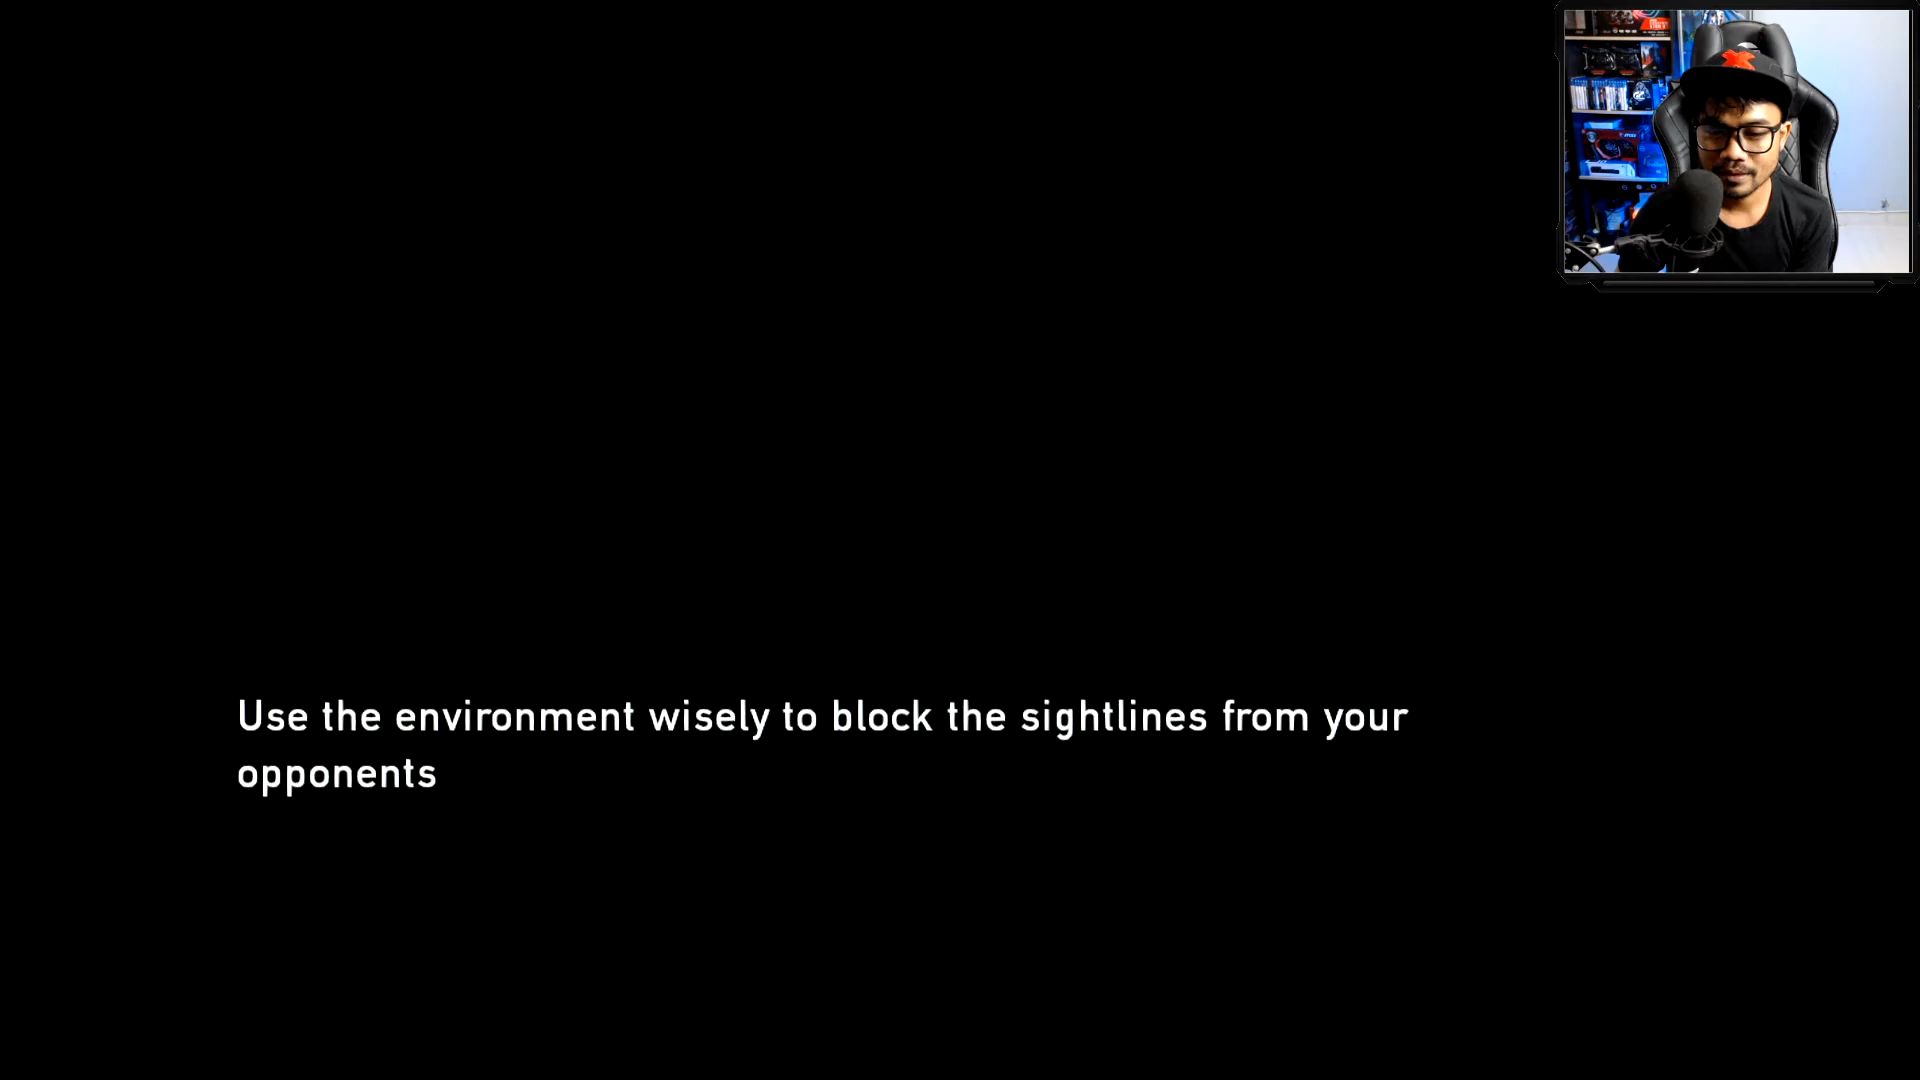 Use the environment wisely to block the sightlines from your
opponents